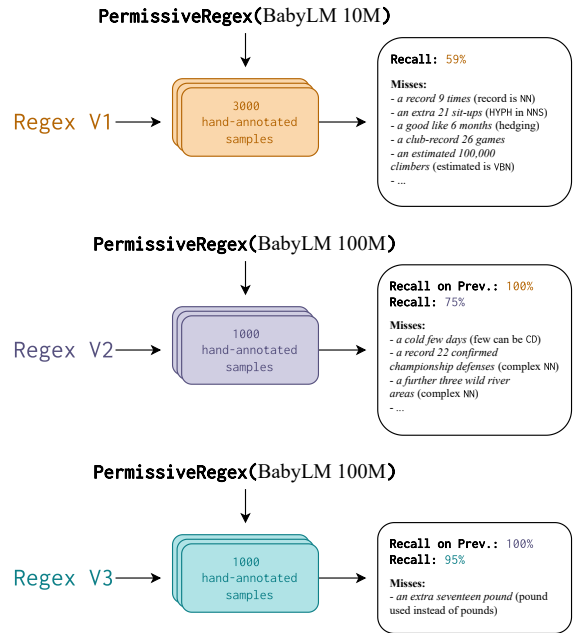 PermissiveRegex(BabyLM 10M)
Regex V1
3000
hand-annotated
samples
Recall: 59%
Misses:
- a record 9 times (record is NN)
- an extra 21 sit-ups (HYPH in NNS)
- a good like 6 months (hedging)
- a club-record 26 games
- an estimated 100,000
climbers (estimated is VBN)
- ...
PermissiveRegex(BabyLM 100M)
Regex V2
1000
hand-annotated
samples
Recall on Prev.: 100%
Recall: 75%
Misses:
- a cold few days (few can be CD)
- a record 22 confirmed
championship defenses (complex NN)
- a further three wild river
areas (complex NN)
- ...
PermissiveRegex(BabyLM 100M)
Regex V3
1000
hand-annotated
samples
Recall on Prev.: 100%
Recall: 95%
Misses:
- an extra seventeen pound (pound
used instead of pounds)